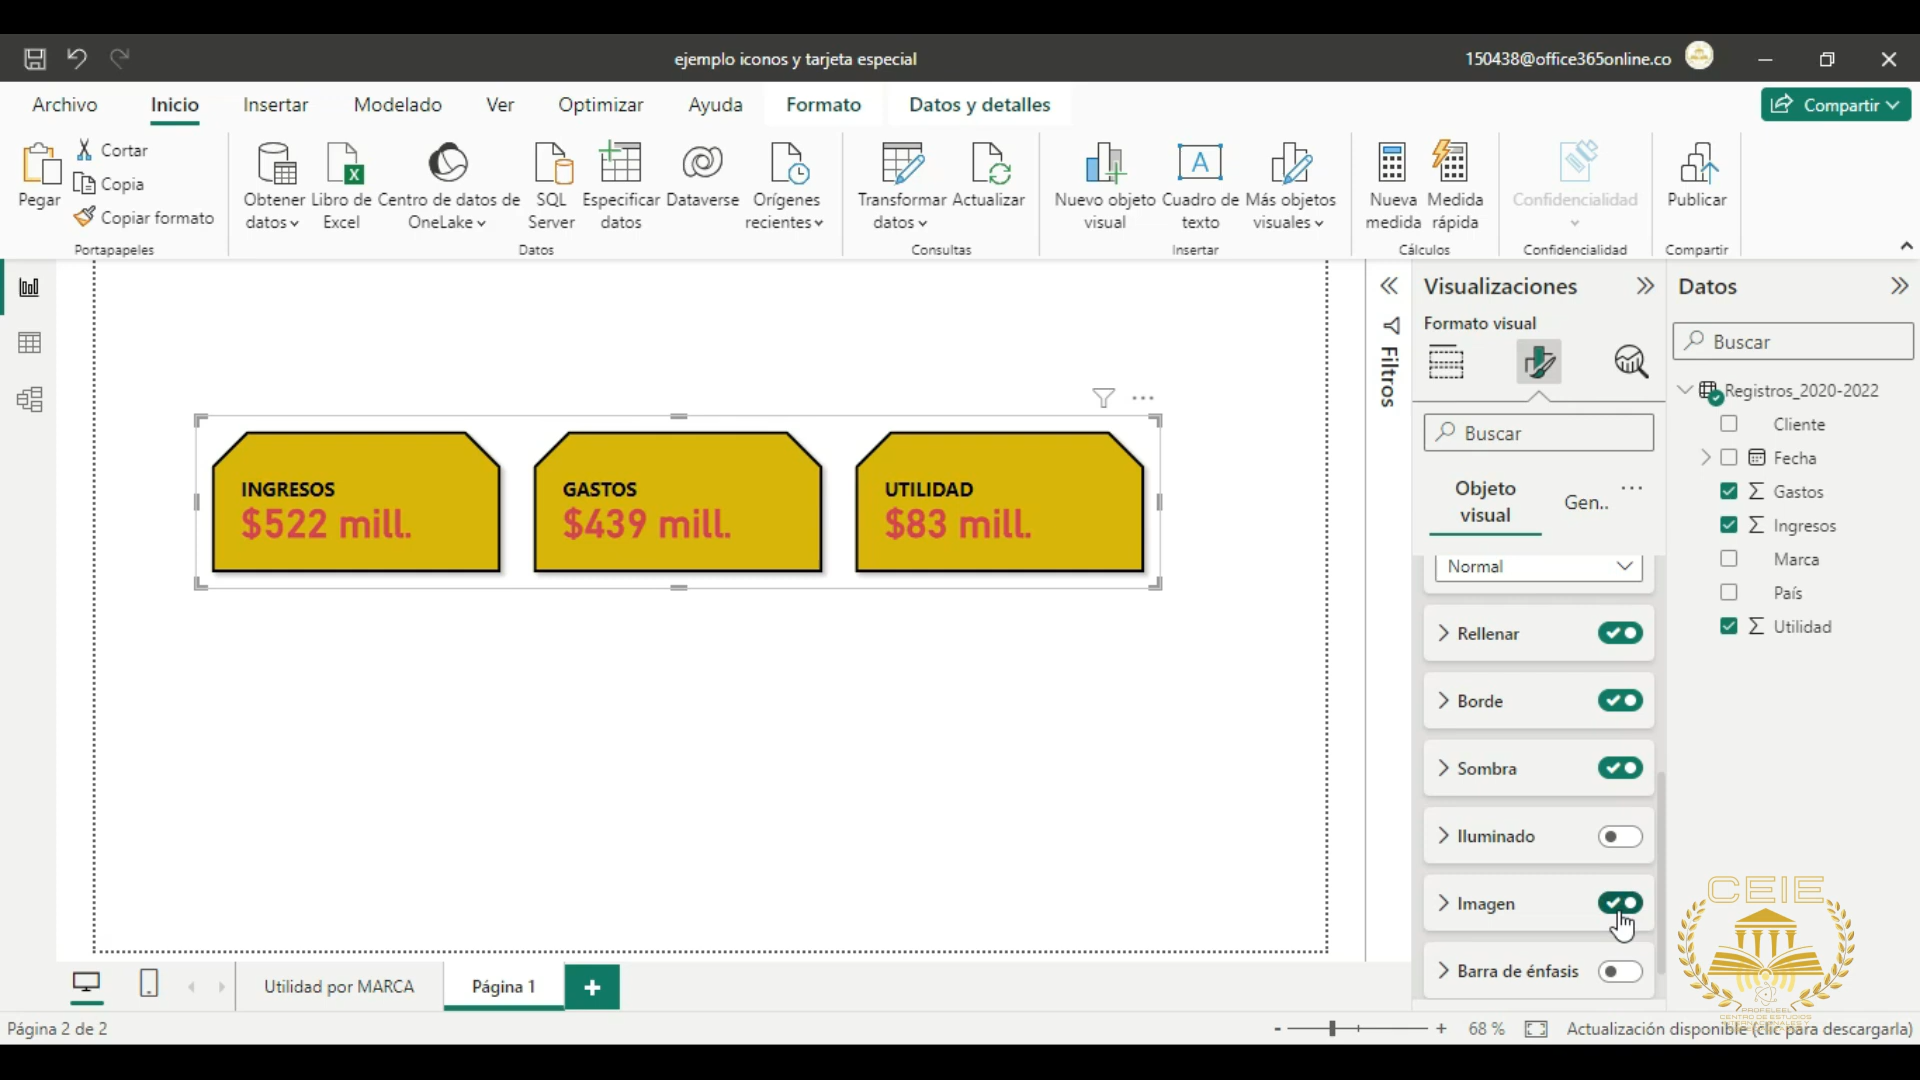 ejemplo iconos y tarjeta especial
150438@office365online.co
Archivo
Inicio
Insertar
Modelado
Ver
Optimizar
Ayuda
Formato
Datos y detalles
Compartir
Pegar
Cortar
Copia
Copiar formato
Portapapeles
Obtener datos
Libro de Excel
Centro de datos de OneLake
SQL Server
Especificar datos
Dataverse
Orígenes recientes
Datos
Transformar datos
Actualizar
Consultas
Nuevo objeto visual
Cuadro de texto
Más objetos visuales
Insertar
Nueva medida
Medida rápida
Cálculos
Confidencialidad
Confidencialidad
Publicar
Compartir
INGRESOS
$522 mill.
GASTOS
$439 mill.
UTILIDAD
$83 mill.
Filtros
Visualizaciones
Formato visual
Buscar
Objeto visual
Gen..
Normal
Rellenar
Borde
Sombra
Iluminado
Imagen
Barra de énfasis
Datos
Buscar
Registros_2020-2022
Cliente
Fecha
Gastos
Ingresos
Marca
País
Utilidad
CEIE
PROFELEEL
CENTRO DE ESTUDIOS
Utilidad por MARCA
Página 1
Página 2 de 2
68 %
Actualización disponible (clic para descargarla)